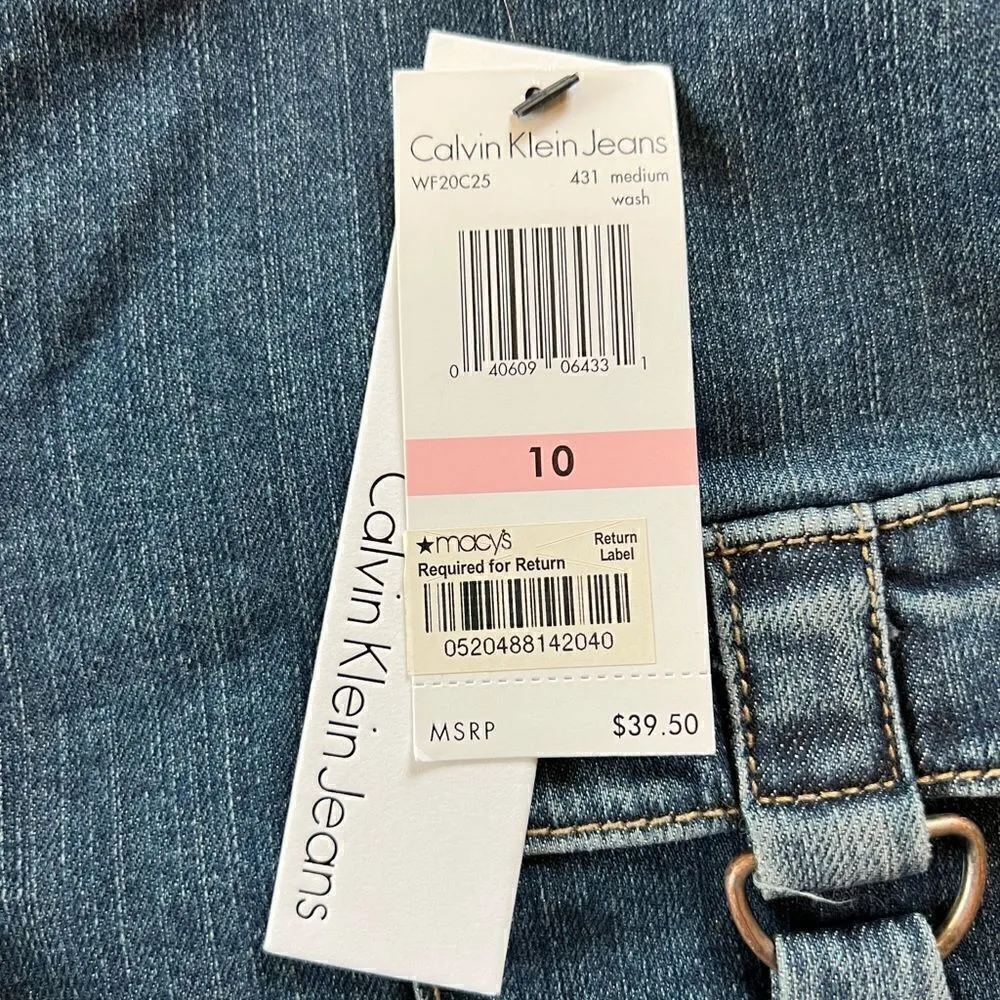 Calvin Klein Jeans
WF20C25 431 medium
wash
0 40609 06433 1
10
★macy's Return
Required for Return Label
0520488142040
MSRP $39.50
Calvin Klein Jeans